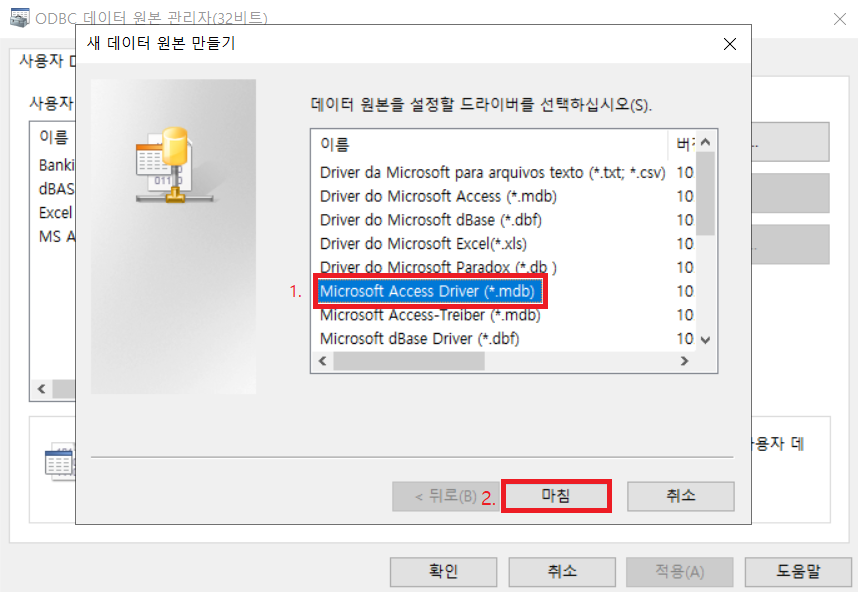 ODBC 데이터 원본 관리자(32비트)
새 데이터 원본 만들기
사용자
사용자
이름
Banki
dBAS
Excel
MS A
데이터 원본을 설정할 드라이버를 선택하십시오(S).
이름
Driver da Microsoft para arquivos texto (*.txt; *.csv) 10
Driver do Microsoft Access (*.mdb) 10
Driver do Microsoft dBase (*.dbf) 10
Driver do Microsoft Excel(*.xls) 10
Driver do Microsoft Paradox (*.db ) 10
1. Microsoft Access Driver (*.mdb) 10
Microsoft Access-Treiber (*.mdb) 10
Microsoft dBase Driver (*.dbf) 10
사용자 데
< 뒤로(B) 2. 마침 취소
확인 취소 적용(A) 도움말